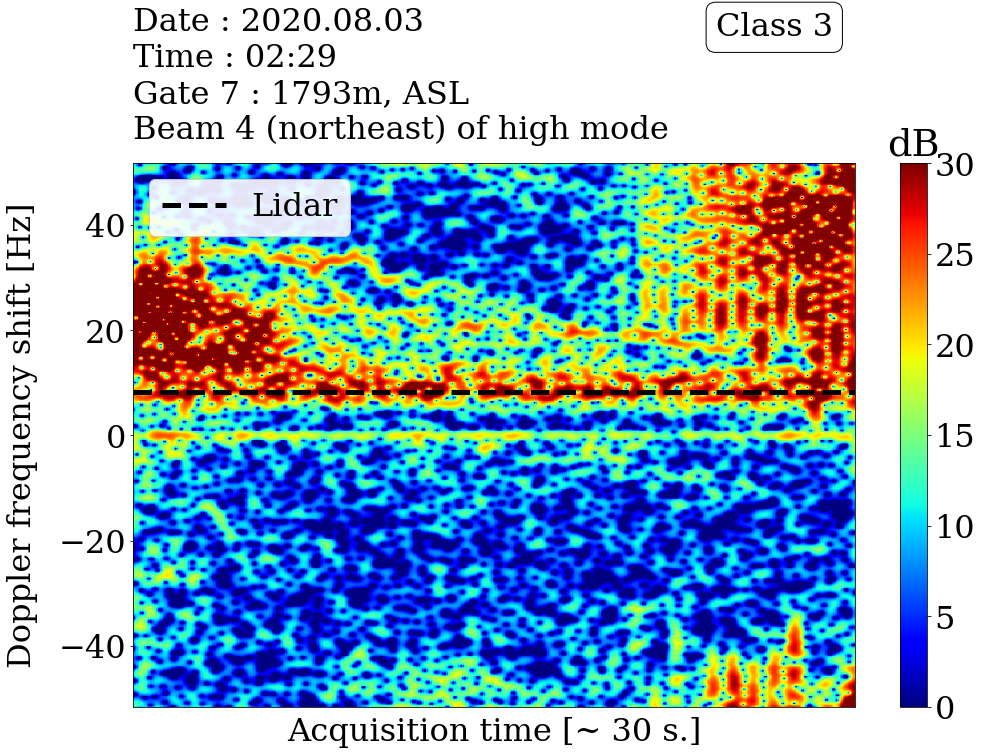 Date : 2020.08.03
Time : 02:29
Gate 7 : 1793m, ASL
Beam 4 (northeast) of high mode
Class 3
dB
Lidar
Doppler frequency shift [Hz]
40
20
0
−20
−40
30
25
20
15
10
5
0
Acquisition time [~ 30 s.]